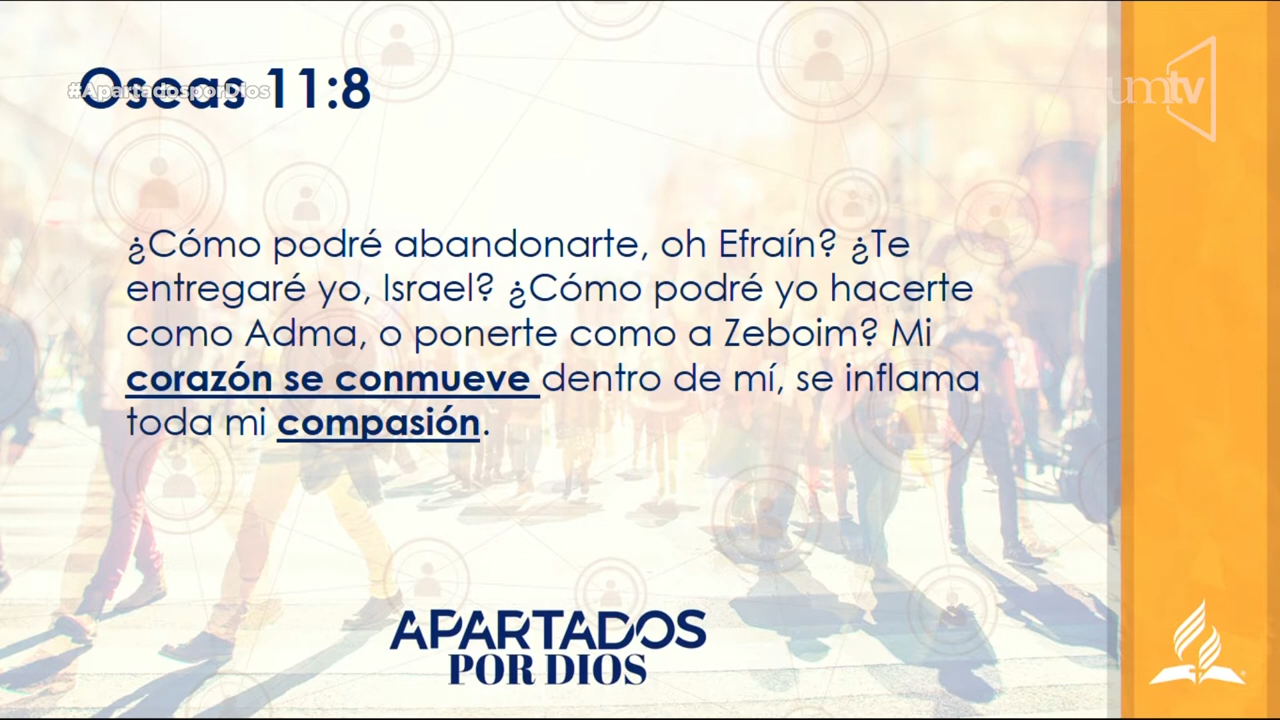 Oseas 11:8
#ApartadosporDios
umtv
¿Cómo podré abandonarte, oh Efraín? ¿Te
entregaré yo, Israel? ¿Cómo podré yo hacerte
como Adma, o ponerte como a Zeboim? Mi
corazón se conmueve dentro de mí, se inflama
toda mi compasión.
APARTADOS
POR DIOS